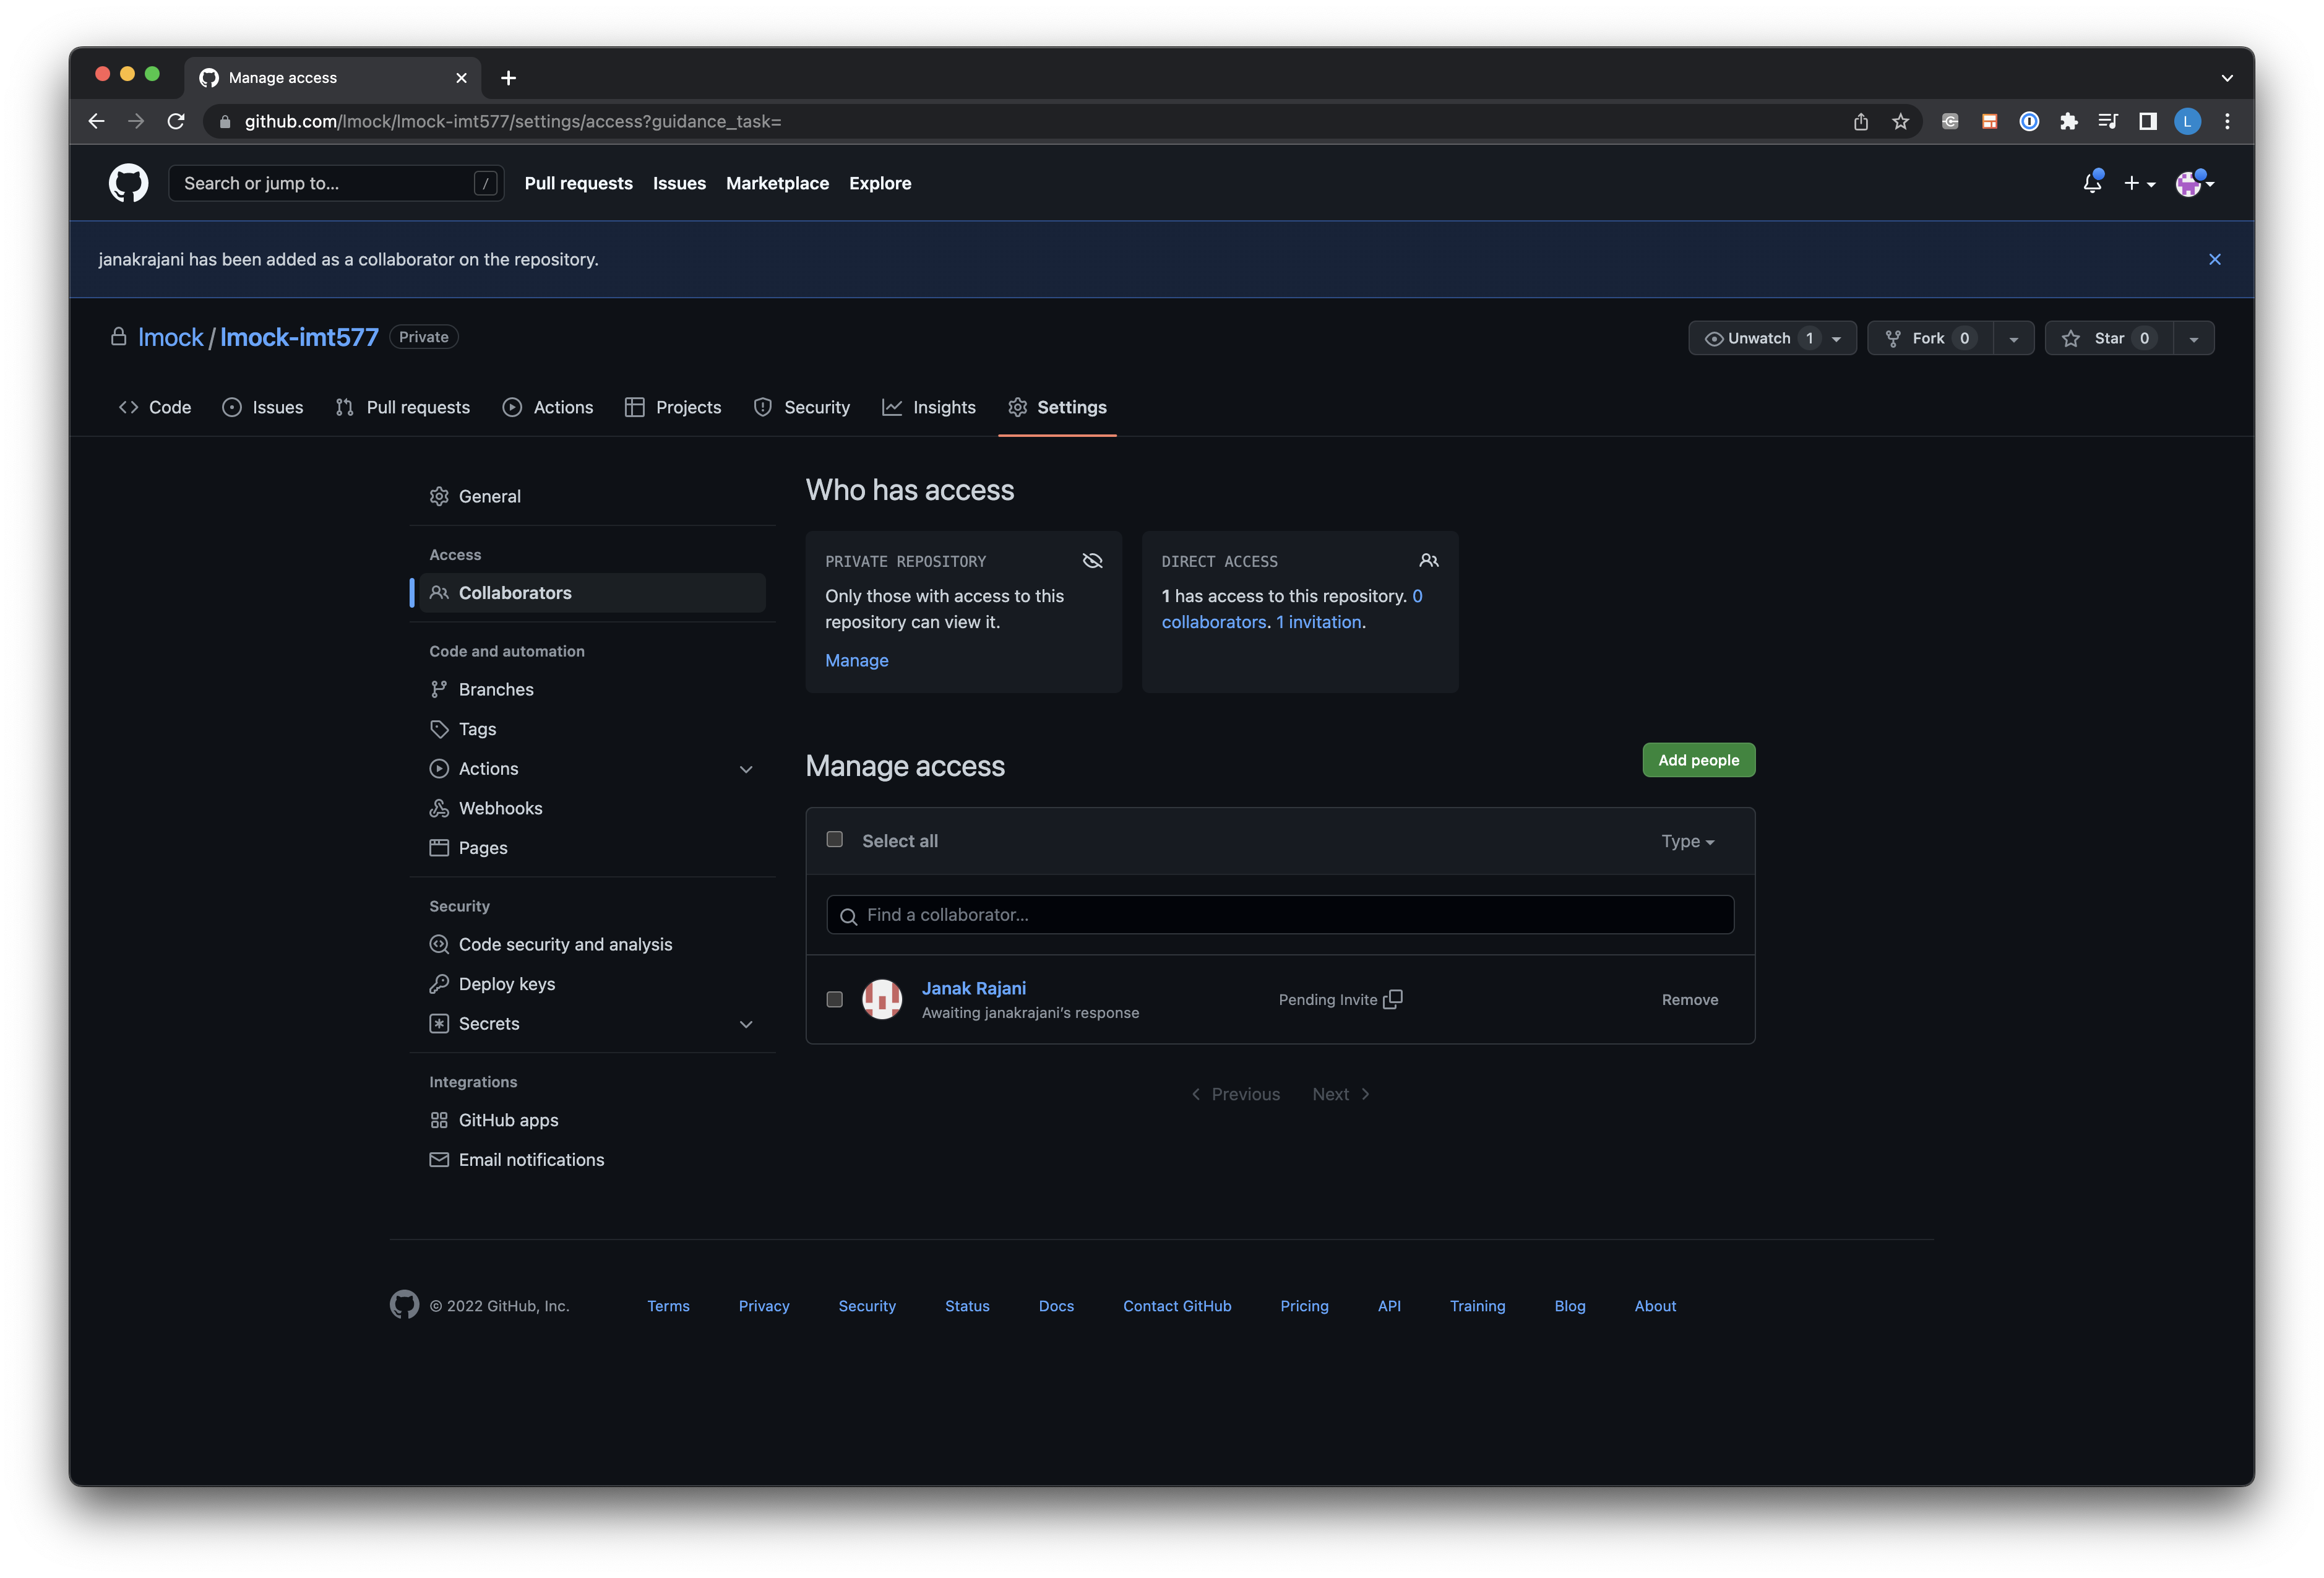 Manage access
github.com/lmock/lmock-imt577/settings/access?guidance_task=
L
Search or jump to...
/
Pull requests
Issues
Marketplace
Explore
janakrajani has been added as a collaborator on the repository.
lmock / lmock-imt577
Private
Unwatch 1
Fork 0
Star 0
Code
Issues
Pull requests
Actions
Projects
Security
Insights
Settings
General
Access
Collaborators
Code and automation
Branches
Tags
Actions
Webhooks
Pages
Security
Code security and analysis
Deploy keys
Secrets
Integrations
GitHub apps
Email notifications
Who has access
PRIVATE REPOSITORY
Only those with access to this
repository can view it.
Manage
DIRECT ACCESS
1 has access to this repository. 0
collaborators. 1 invitation.
Manage access
Add people
Select all
Type
Find a collaborator...
Janak Rajani
Awaiting janakrajani’s response
Pending Invite
Remove
Previous
Next
© 2022 GitHub, Inc.
Terms
Privacy
Security
Status
Docs
Contact GitHub
Pricing
API
Training
Blog
About